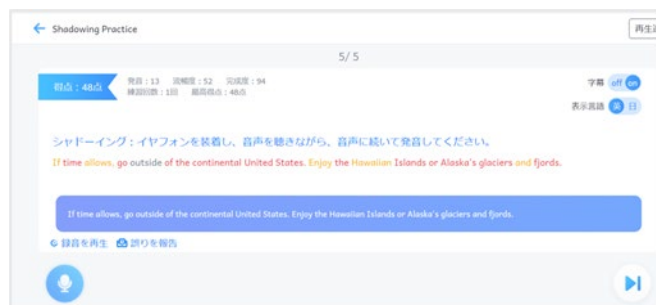 Shadowing Practice
再生速
5/ 5
得点：48点
発音：13 流暢度：52 完成度：94
練習回数：1回 最高得点：48点
字幕 off on
表示言語 英 日
シャドーイング：イヤフォンを装着し、音声を聴きながら、音声に続いて発音してください。
If time allows, go outside of the continental United States. Enjoy the Hawaiian Islands or Alaska's glaciers and fjords.
If time allows, go outside of the continental United States. Enjoy the Hawaiian Islands or Alaska's glaciers and fjords.
録音を再生 誤りを報告